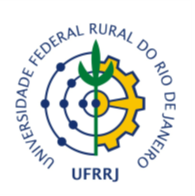 UNIVERSIDADE FEDERAL RURAL DO RIO DE JANEIRO
UFRRJ